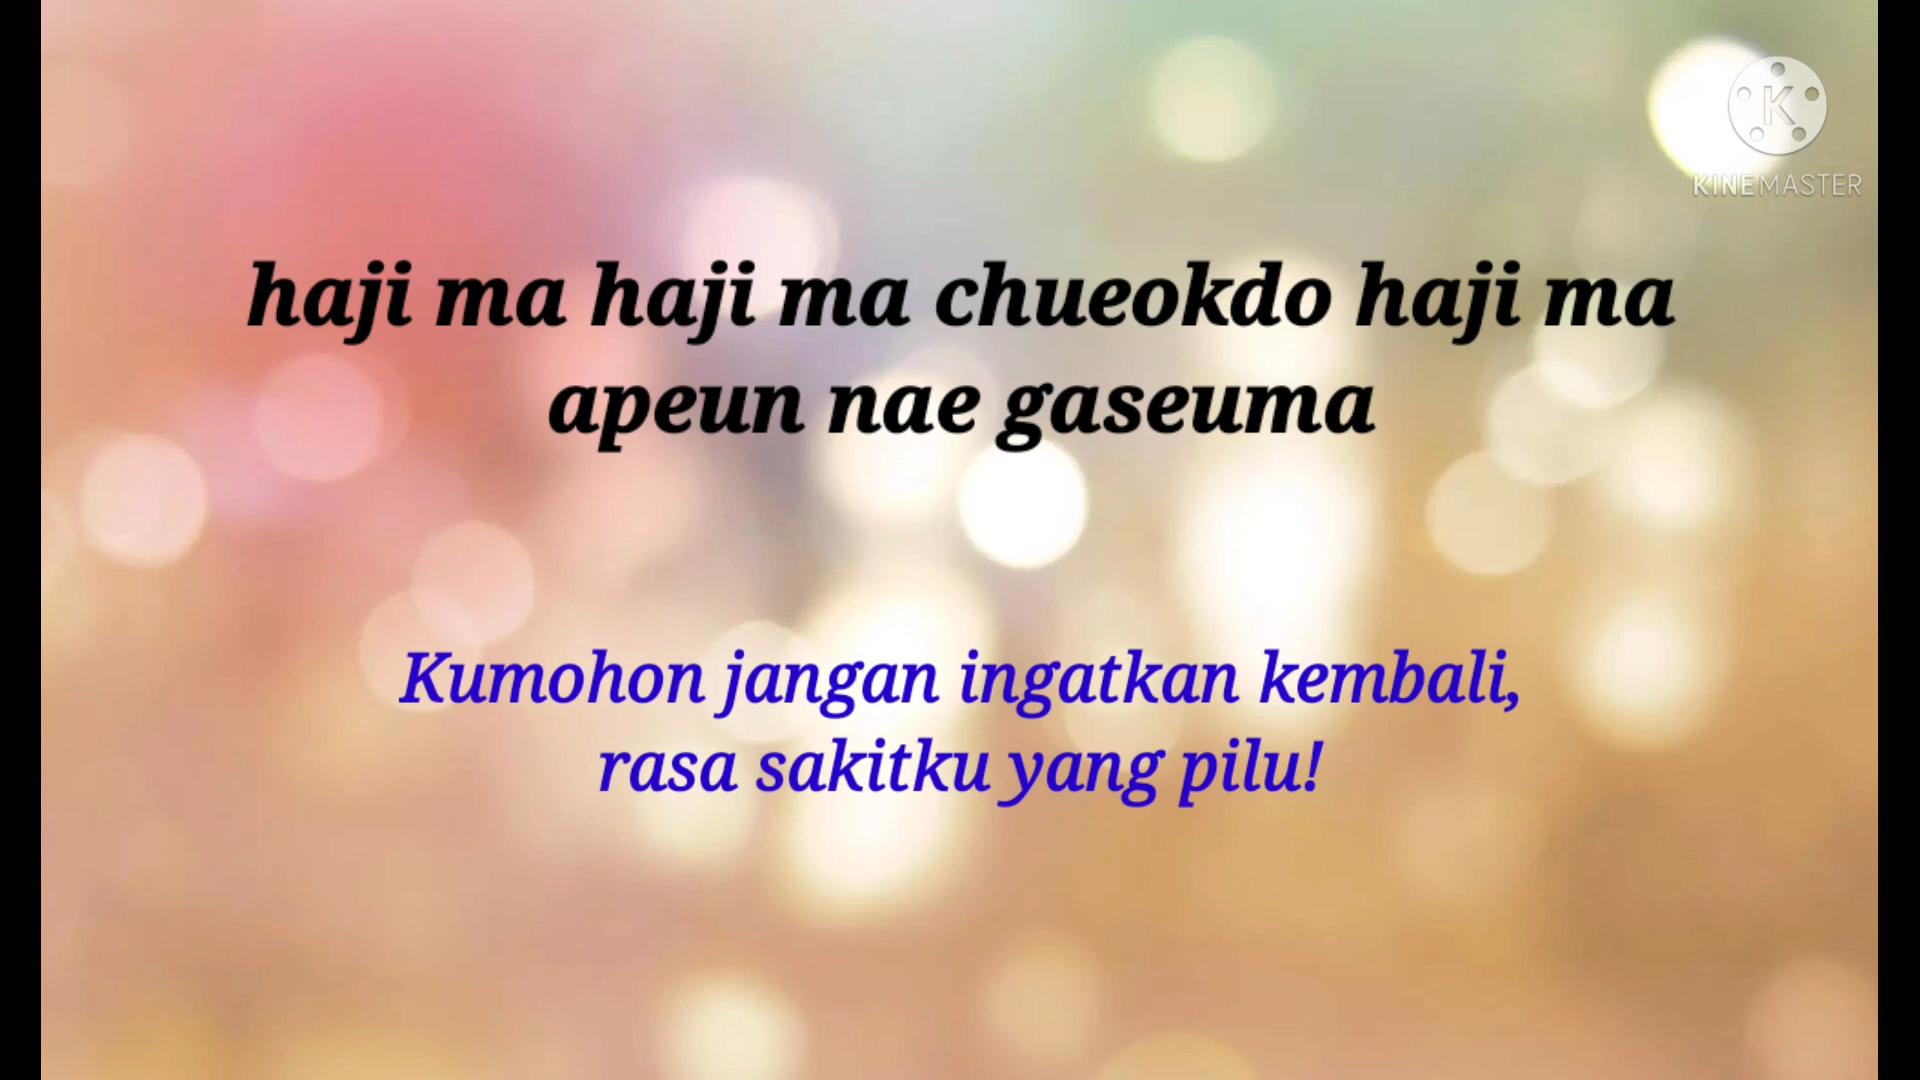 KINEMASTER
haji ma haji ma chueokdo haji ma
apeun nae gaseuma
Kumohon jangan ingatkan kembali,
rasa sakitku yang pilu!